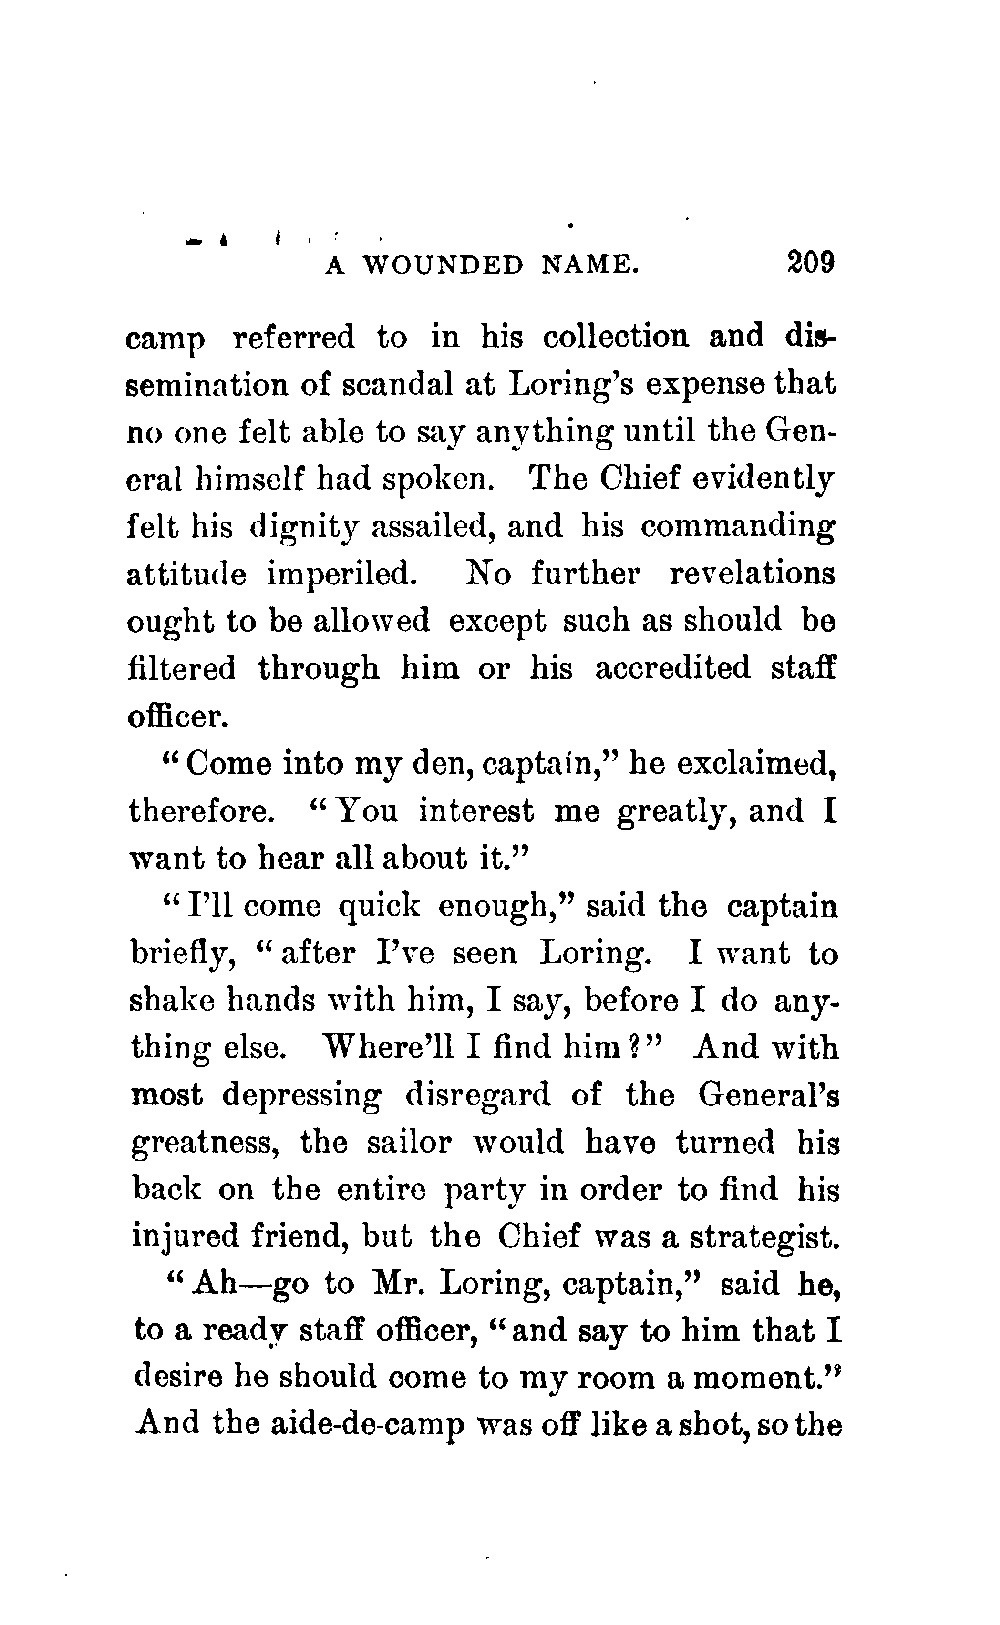 A WOUNDED NAME. 209
camp referred to in his collection and dis-
semination of scandal at Loring's expense that
no one felt able to say anything until the Gen-
eral himself had spoken. The Chief evidently
felt his dignity assailed, and his commanding
attitude imperiled. No further revelations
ought to be allowed except such as should be
filtered through him or his accredited staff
officer.
"Come into my den, captain," he exclaimed,
therefore. "You interest me greatly, and I
want to hear all about it."
"I'll come quick enough," said the captain
briefly, "after I've seen Loring. I want to
shake hands with him, I say, before I do any-
thing else. Where'll I find him?" And with
most depressing disregard of the General's
greatness, the sailor would have turned his
back on the entire party in order to find his
injured friend, but the Chief was a strategist.
"Ah—go to Mr. Loring, captain," said he,
to a ready staff officer, "and say to him that I
desire he should come to my room a moment."
And the aide-de-camp was off like a shot, so the